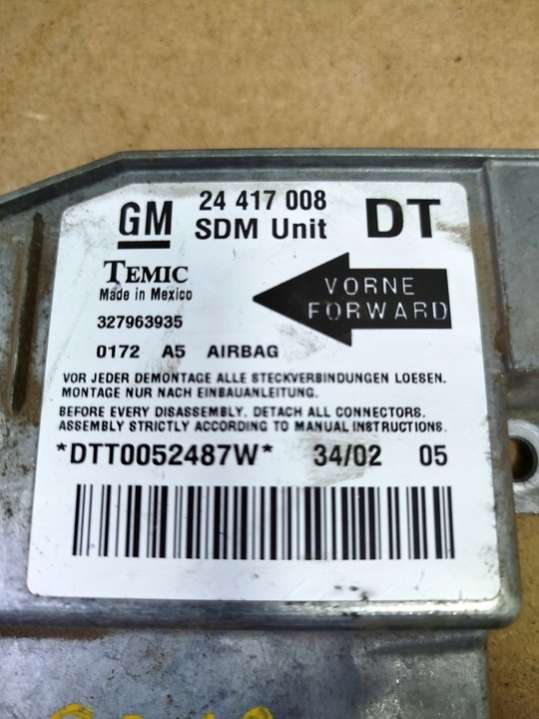 GM
24 417 008
SDM Unit
DT
TEMIC
Made in Mexico
327963935
0172 A5 AIRBAG
VORNE
FORWARD
VOR JEDER DEMONTAGE ALLE STECKVERBINDUNGEN LOESEN.
MONTAGE NUR NACH EINBAUANLEITUNG.
BEFORE EVERY DISASSEMBLY. DETACH ALL CONNECTORS.
ASSEMBLY STRICTLY ACCORDING TO MANUAL INSTRUCTIONS.
*DTT0052487W* 34/02 05